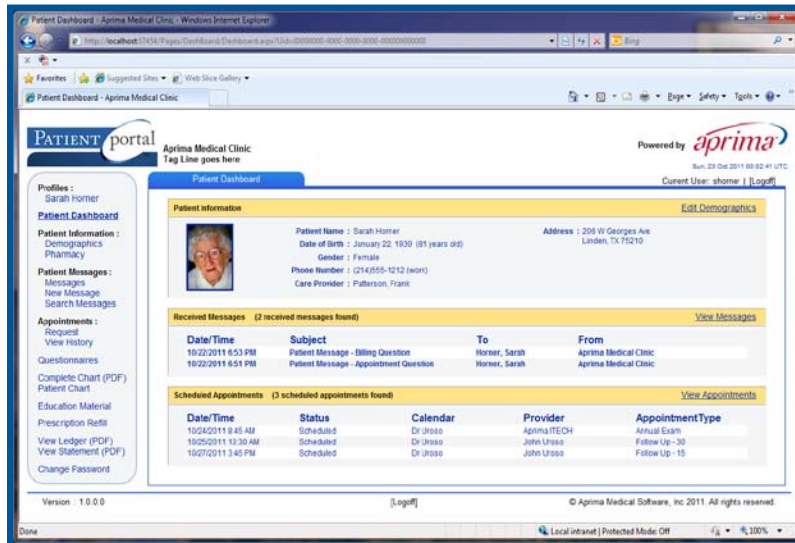 Patient Dashboard - Aprima Medical Clinic - Windows Internet Explorer
Bing
Favorites Suggested Sites Web Slice Gallery
Patient Dashboard - Aprima Medical Clinic
Page Safety Tools
PATIENT portal
Aprima Medical Clinic
Tag Line goes here
Powered by aprima
Sun, 23 Oct 2011 00:02:41 UTC
Patient Dashboard
Current User: shorner | [Logoff]
Profiles :
Sarah Horner
Patient Dashboard
Patient Information :
Demographics
Pharmacy
Patient Messages :
Messages
New Message
Search Messages
Appointments :
Request
View History
Questionnaires
Complete Chart (PDF)
Patient Chart
Education Material
Prescription Refill
View Ledger (PDF)
View Statement (PDF)
Change Password
Patient Information Edit Demographics
Patient Name : Sarah Horner Address : 206 W Georges Ave
Date of Birth : January 22, 1930 (81 years old) Linden, TX 75210
Gender : Female
Phone Number : (214)555-1212 (work)
Care Provider : Patterson, Frank
Received Messages (2 received messages found) View Messages
Date/Time Subject To From
10/22/2011 6:53 PM Patient Message - Billing Question Horner, Sarah Aprima Medical Clinic
10/22/2011 6:51 PM Patient Message - Appointment Question Horner, Sarah Aprima Medical Clinic
Scheduled Appointments (3 scheduled appointments found) View Appointments
Date/Time Status Calendar Provider AppointmentType
10/24/2011 8:45 AM Scheduled Dr Uroso Aprima ITECH Annual Exam
10/25/2011 AM Scheduled Dr Uroso John Uroso Follow Up - 30
10/27/2011 3:45 PM Scheduled Dr Uroso John Uroso Follow Up - 15
Version : 1.0.0.0 [Logoff] © Aprima Medical Software, Inc 2011. All rights reserved.
Done Local intranet | Protected Mode: Off 100%